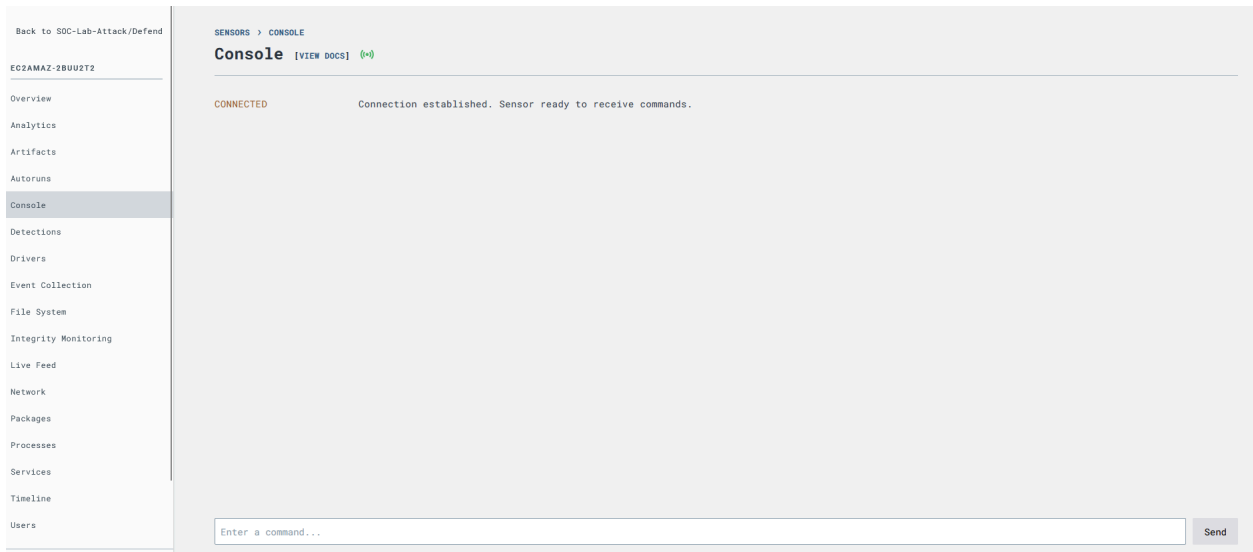 Back to SOC-Lab-Attack/Defend
EC2AMAZ-2BUU2T2
Overview
Analytics
Artifacts
Autoruns
Console
Detections
Drivers
Event Collection
File System
Integrity Monitoring
Live Feed
Network
Packages
Processes
Services
Timeline
Users
SENSORS > CONSOLE
Console [VIEW DOCS]
CONNECTED Connection established. Sensor ready to receive commands.
Enter a command... Send